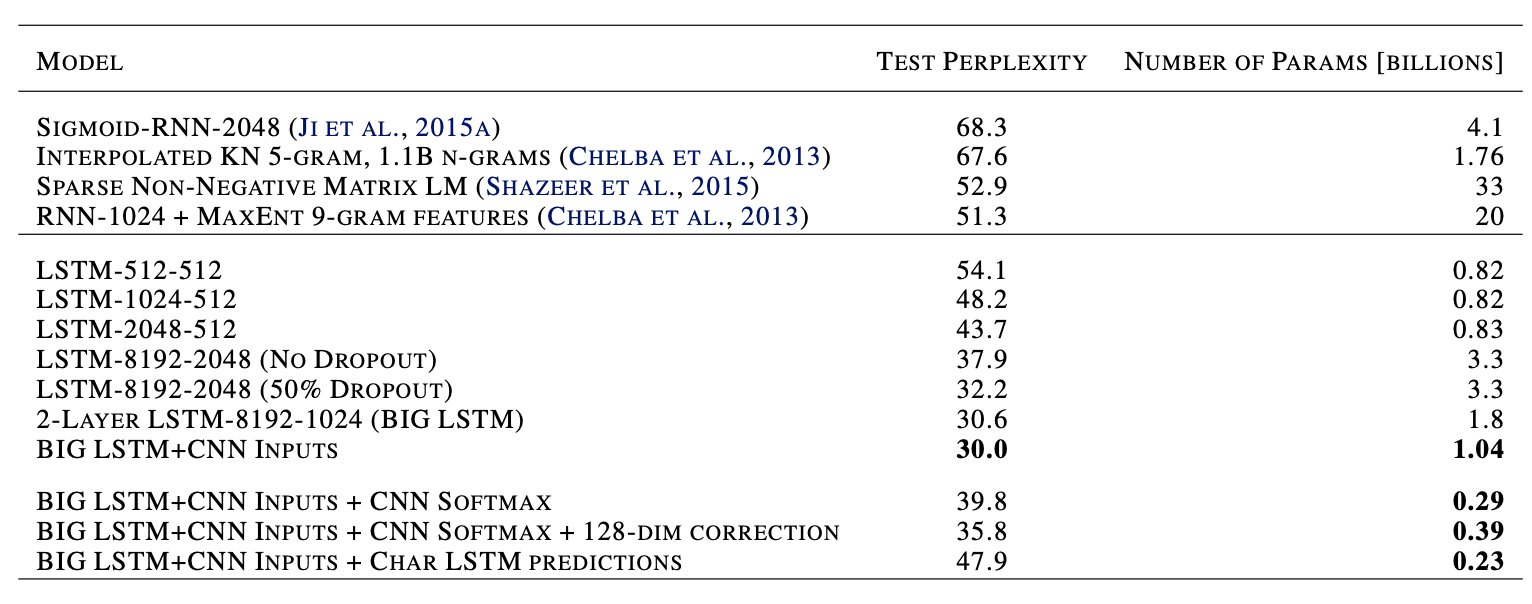 MODEL TEST PERPLEXITY NUMBER OF PARAMS [BILLIONS]
SIGMOID-RNN-2048 (JI ET AL., 2015A) 68.3 4.1
INTERPOLATED KN 5-GRAM, 1.1B N-GRAMS (CHELBA ET AL., 2013) 67.6 1.76
SPARSE NON-NEGATIVE MATRIX LM (SHAZEER ET AL., 2015) 52.9 33
RNN-1024 + MAXENT 9-GRAM FEATURES (CHELBA ET AL., 2013) 51.3 20
LSTM-512-512 54.1 0.82
LSTM-1024-512 48.2 0.82
LSTM-2048-512 43.7 0.83
LSTM-8192-2048 (NO DROPOUT) 37.9 3.3
LSTM-8192-2048 (50% DROPOUT) 32.2 3.3
2-LAYER LSTM-8192-1024 (BIG LSTM) 30.6 1.8
BIG LSTM+CNN INPUTS 30.0 1.04
BIG LSTM+CNN INPUTS + CNN SOFTMAX 39.8 0.29
BIG LSTM+CNN INPUTS + CNN SOFTMAX + 128-DIM CORRECTION 35.8 0.39
BIG LSTM+CNN INPUTS + CHAR LSTM PREDICTIONS 47.9 0.23